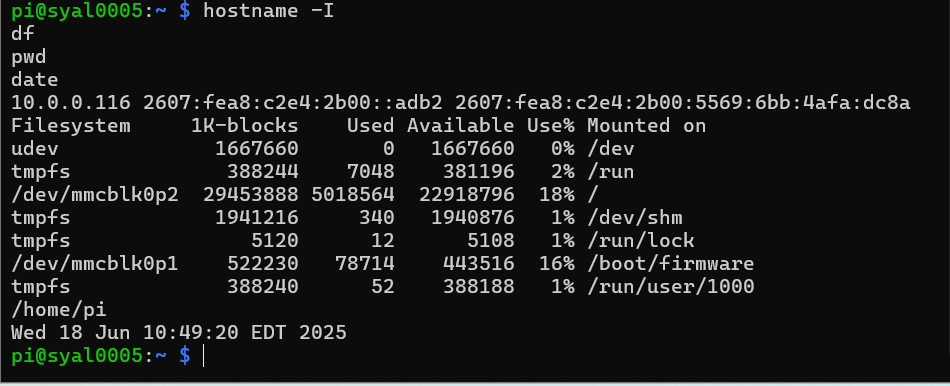 pi@syal0005:~ $ hostname -I
df
pwd
date
10.0.0.116 2607:fea8:c2e4:2b00::adb2 2607:fea8:c2e4:2b00:5569:6bb:4afa:dc8a
Filesystem     1K-blocks    Used Available Use% Mounted on
udev             1667660       0   1667660   0% /dev
tmpfs             388244    7048    381196   2% /run
/dev/mmcblk0p2  29453888 5018564  22918796  18% /
tmpfs            1941216     340   1940876   1% /dev/shm
tmpfs               5120      12      5108   1% /run/lock
/dev/mmcblk0p1    522230   78714    443516  16% /boot/firmware
tmpfs             388240      52    388188   1% /run/user/1000
/home/pi
Wed 18 Jun 10:49:20 EDT 2025
pi@syal0005:~ $